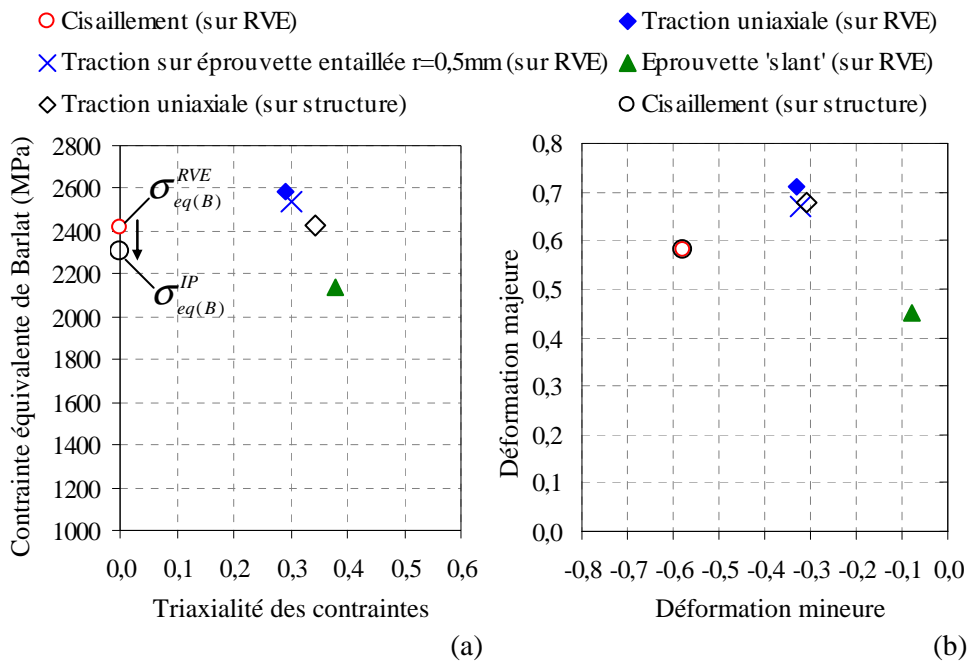 Cisaillement (sur RVE)
Traction uniaxiale (sur RVE)
Traction sur éprouvette entaillée r=0,5mm (sur RVE)
Eprouvette 'slant' (sur RVE)
Traction uniaxiale (sur structure)
Cisaillement (sur structure)
Contrainte équivalente de Barlat (MPa)
2800
2600
2400
2200
2000
1800
1600
1400
1200
1000
σ RVE eq(B)
σ IP eq(B)
0,0 0,1 0,2 0,3 0,4 0,5 0,6
Triaxialité des contraintes
(a)
Déformation majeure
0,8
0,7
0,6
0,5
0,4
0,3
0,2
0,1
0,0
-0,8 -0,7 -0,6 -0,5 -0,4 -0,3 -0,2 -0,1 0,0
Déformation mineure
(b)